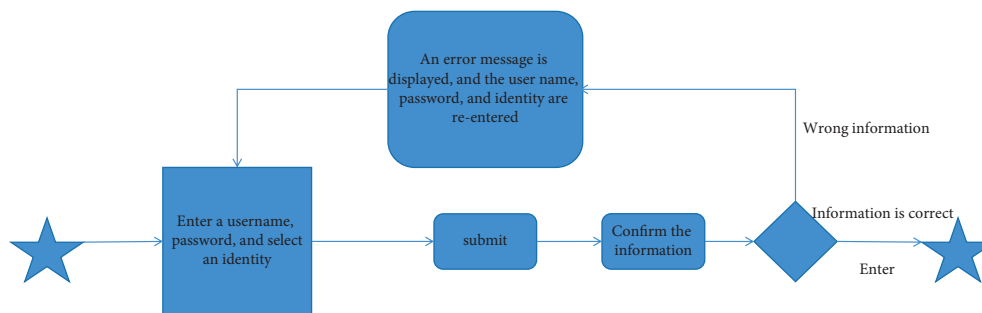 An error message is
displayed, and the user name,
password, and identity are
re-entered
Wrong information
Enter a username,
password, and select
an identity
submit
Confirm the
information
Information is correct
Enter